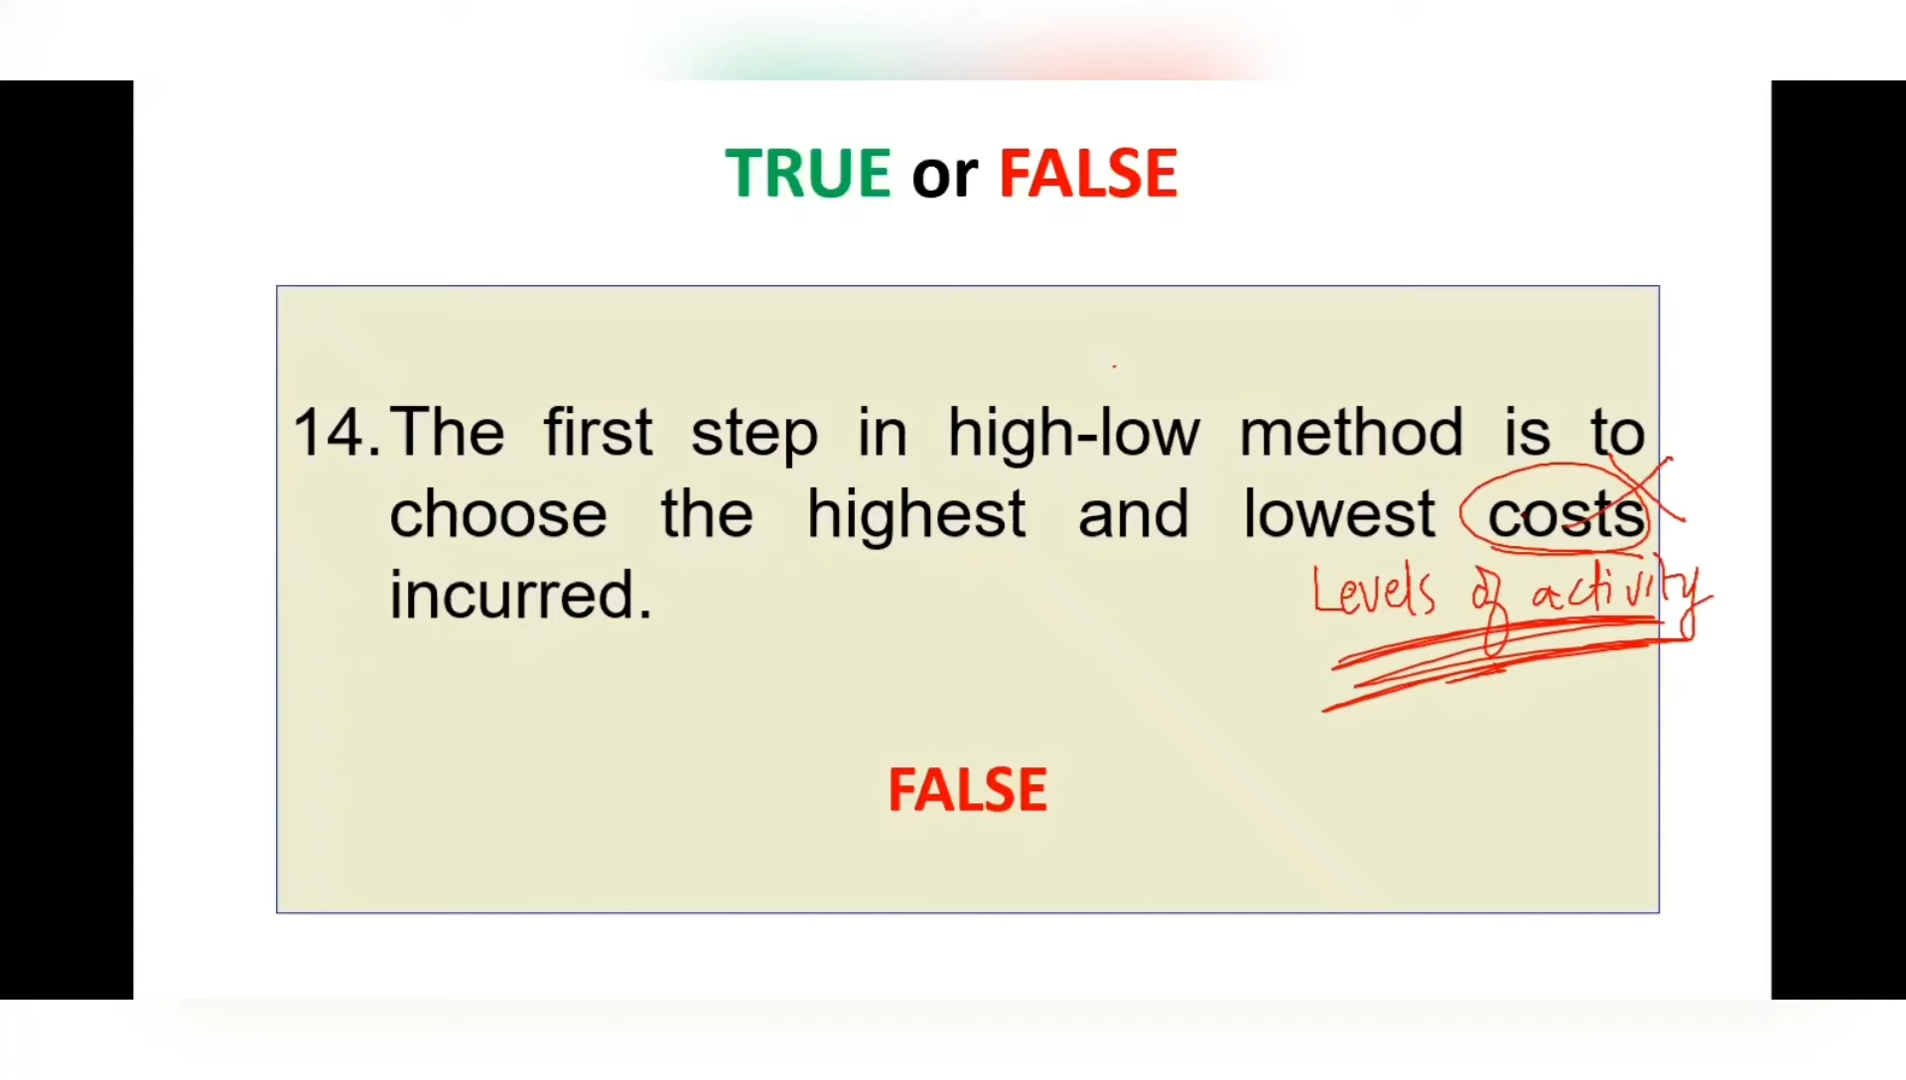 TRUE or FALSE
14. The first step in high-low method is to
choose the highest and lowest costs
incurred.
Levels of activity
FALSE